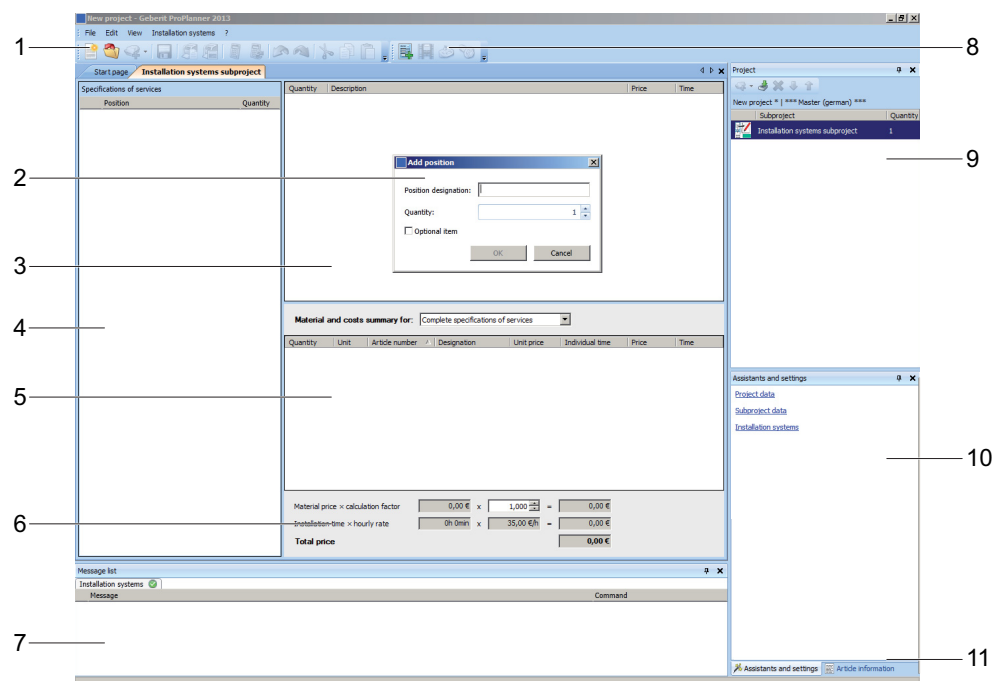 New project - Geberit ProPlanner 2013
File Edit View Installation systems ?
1
8
Start page Installation systems subproject
Project
Specifications of services
Position Quantity
Quantity Description Price Time
New project * | *** Master (german) ***
Subproject Quantity
Installation systems subproject 1
9
2
Add position
Position designation:
Quantity: 1
Optional item
OK Cancel
3
4
Material and costs summary for: Complete specifications of services
Quantity Unit Article number Designation Unit price Individual time Price Time
5
Assistants and settings
Project data
Subproject data
Installation systems
10
6
Material price × calculation factor 0,00 € x 1,000 = 0,00 €
Installation time × hourly rate 0h 0min x 35,00 €/h = 0,00 €
Total price 0,00 €
Message list
Installation systems
Message Command
7
11
Assistants and settings Article information